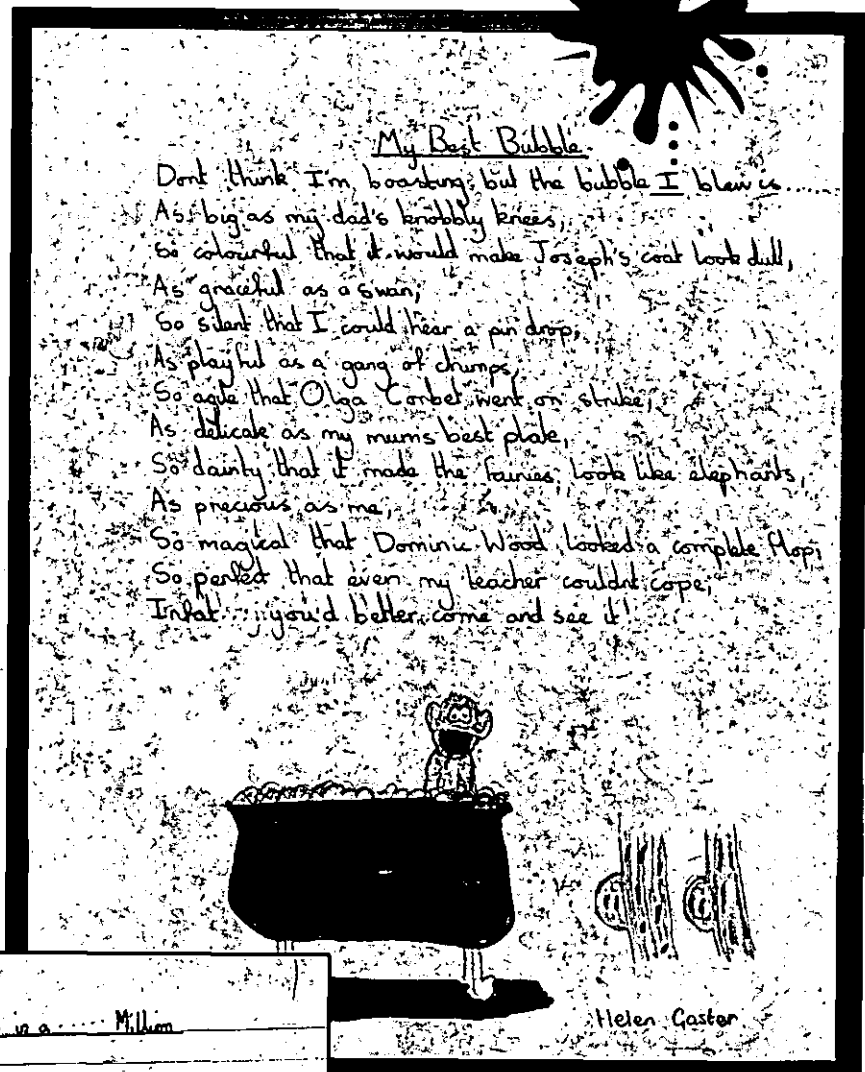 My Best Bubble
Dont think I'm boasting but the bubble I blew is......
As big as my dad's knobbly knees,
So colourful that it would make Joseph's coat look dull,
As graceful as a swan,
So silent that I could hear a pin drop,
As playful as a gang of chimps,
So agile that Olga Corbet went on strike,
As delicate as my mums best plate,
So dainty that it made the fairies look like elephants,
As precious as me,
So magical that Dominic Wood looked a complete flop,
So perfect that even my teacher couldnt cope,
Infat.....you'd better come and see it!
Helen Gaster
is a ...... Million